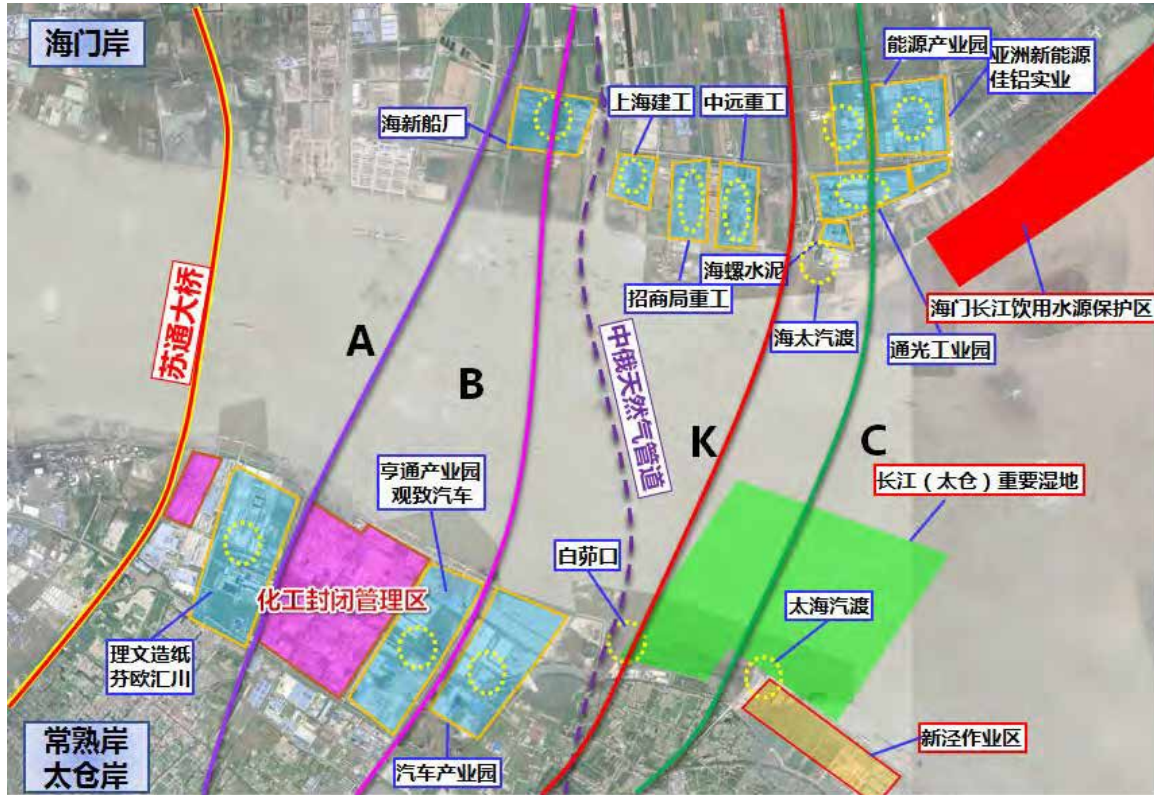 海门岸
能源产业园
亚洲新能源
佳铝实业
上海建工
中远重工
海新船厂
海螺水泥
招商局重工
海门长江饮用水源保护区
海太汽渡
通光工业园
苏通大桥
A
B
中俄天然气管道
K
C
亨通产业园
观致汽车
长江（太仓）重要湿地
白茆口
化工封闭管理区
太海汽渡
理文造纸
芬欧汇川
常熟岸
太仓岸
汽车产业园
新泾作业区